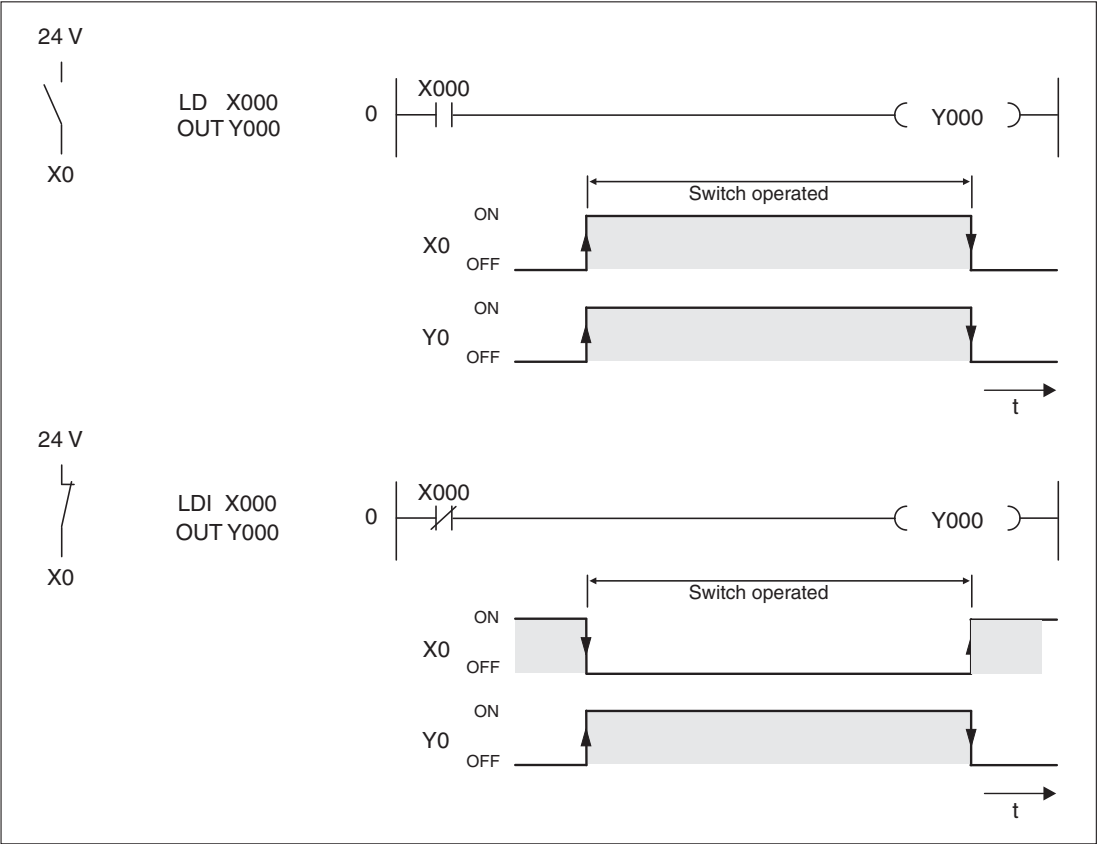 24 V
X0
LD X000
OUT Y000
0
X000
Y000
Switch operated
X0
ON
OFF
Y0
ON
OFF
t
24 V
X0
LDI X000
OUT Y000
0
X000
Y000
Switch operated
X0
ON
OFF
Y0
ON
OFF
t